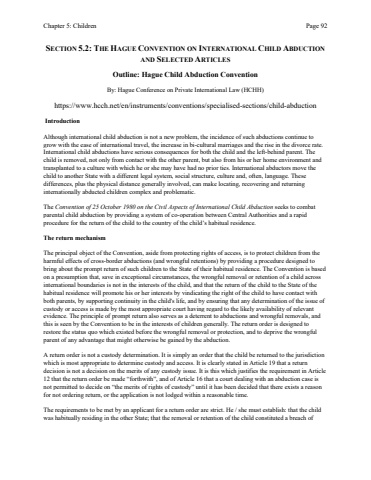 Chapter 5: Children Page 92
SECTION 5.2: THE HAGUE CONVENTION ON INTERNATIONAL CHILD ABDUCTION
AND SELECTED ARTICLES
Outline: Hague Child Abduction Convention
By: Hague Conference on Private International Law (HCHH)
https://www.hcch.net/en/instruments/conventions/specialised-sections/child-abduction
Introduction
Although international child abduction is not a new problem, the incidence of such abductions continue to
grow with the ease of international travel, the increase in bi-cultural marriages and the rise in the divorce rate.
International child abductions have serious consequences for both the child and the left-behind parent. The
child is removed, not only from contact with the other parent, but also from his or her home environment and
transplanted to a culture with which he or she may have had no prior ties. International abductors move the
child to another State with a different legal system, social structure, culture and, often, language. These
differences, plus the physical distance generally involved, can make locating, recovering and returning
internationally abducted children complex and problematic.
The Convention of 25 October 1980 on the Civil Aspects of International Child Abduction seeks to combat
parental child abduction by providing a system of co-operation between Central Authorities and a rapid
procedure for the return of the child to the country of the child’s habitual residence.
The return mechanism
The principal object of the Convention, aside from protecting rights of access, is to protect children from the
harmful effects of cross-border abductions (and wrongful retentions) by providing a procedure designed to
bring about the prompt return of such children to the State of their habitual residence. The Convention is based
on a presumption that, save in exceptional circumstances, the wrongful removal or retention of a child across
international boundaries is not in the interests of the child, and that the return of the child to the State of the
habitual residence will promote his or her interests by vindicating the right of the child to have contact with
both parents, by supporting continuity in the child’s life, and by ensuring that any determination of the issue of
custody or access is made by the most appropriate court having regard to the likely availability of relevant
evidence. The principle of prompt return also serves as a deterrent to abductions and wrongful removals, and
this is seen by the Convention to be in the interests of children generally. The return order is designed to
restore the status quo which existed before the wrongful removal or protection, and to deprive the wrongful
parent of any advantage that might otherwise be gained by the abduction.
A return order is not a custody determination. It is simply an order that the child be returned to the jurisdiction
which is most appropriate to determine custody and access. It is clearly stated in Article 19 that a return
decision is not a decision on the merits of any custody issue. It is this which justifies the requirement in Article
12 that the return order be made “forthwith”, and of Article 16 that a court dealing with an abduction case is
not permitted to decide on “the merits of rights of custody” until it has been decided that there exists a reason
for not ordering return, or the application is not lodged within a reasonable time.
The requirements to be met by an applicant for a return order are strict. He / she must establish: that the child
was habitually residing in the other State; that the removal or retention of the child constituted a breach of